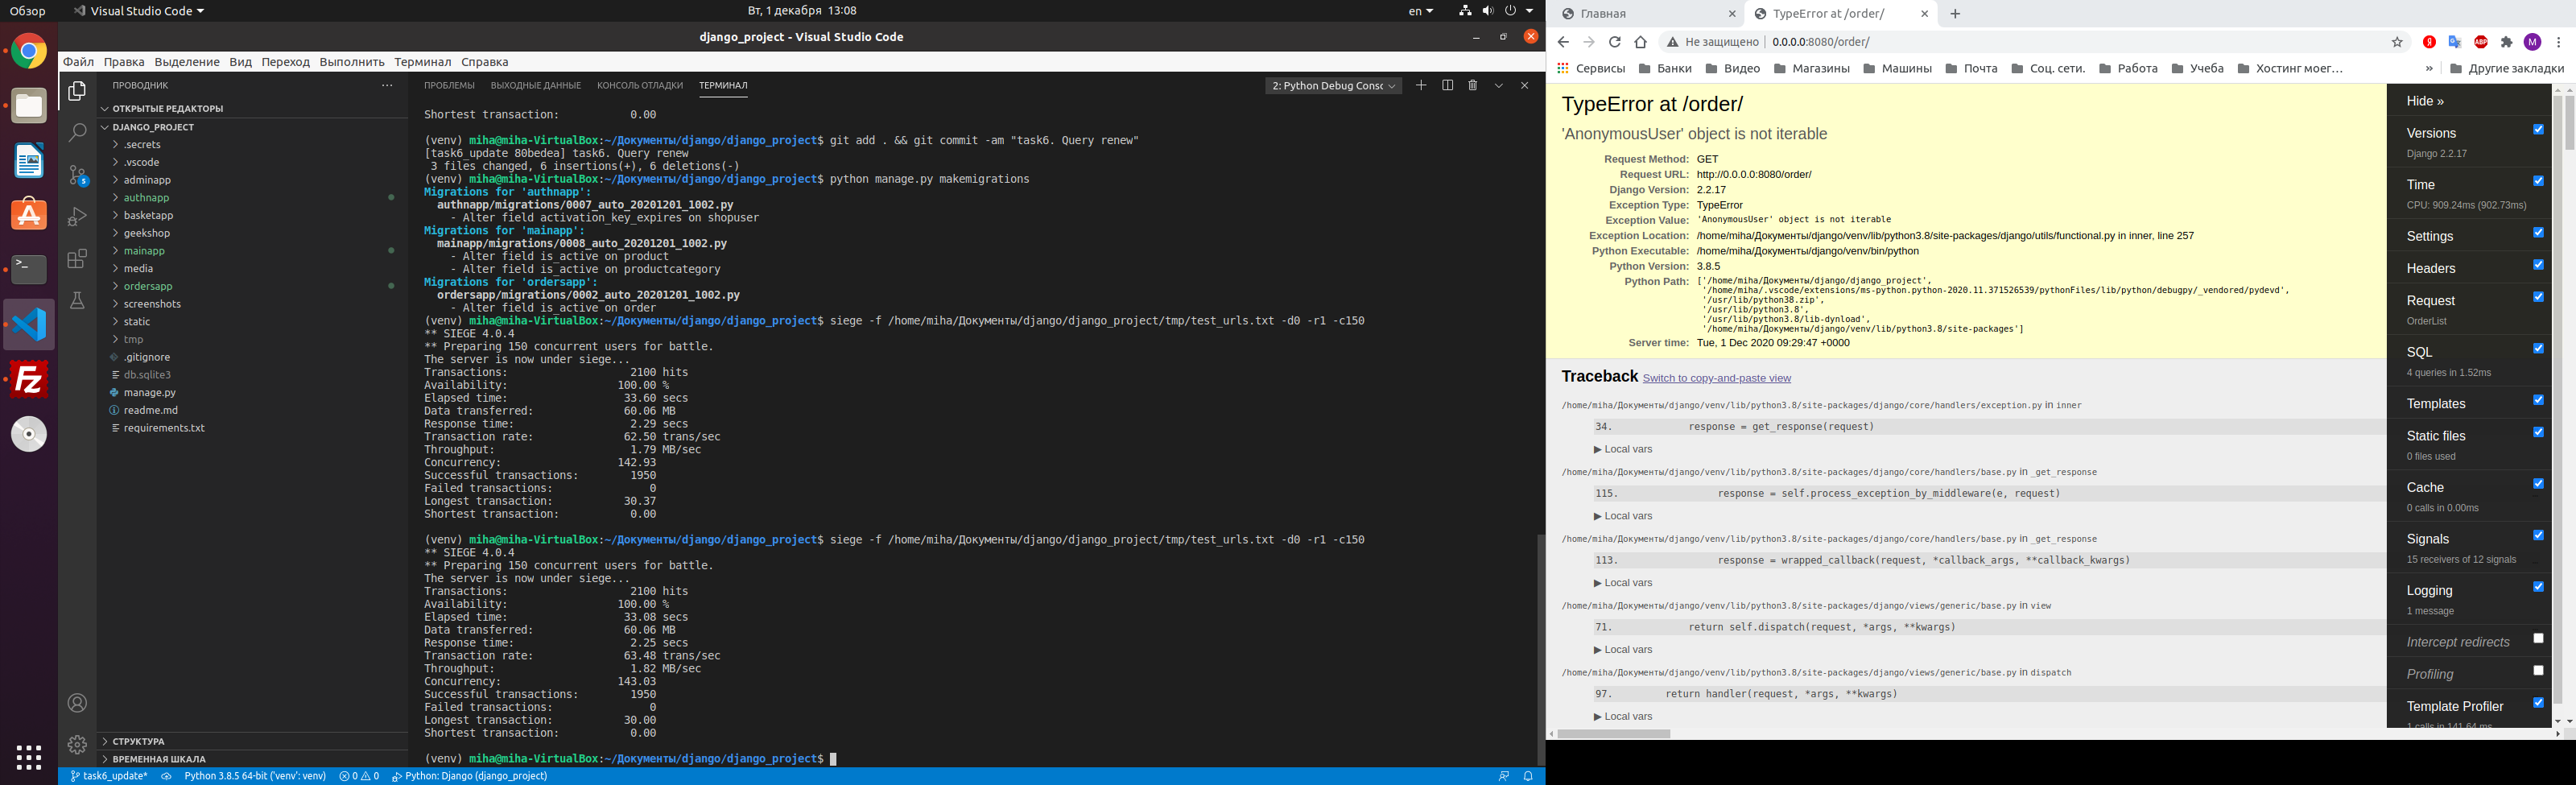 Обзор
Visual Studio Code
Вт, 1 декабря 13:08
en
django_project - Visual Studio Code
Файл Правка Выделение Вид Переход Выполнить Терминал Справка
ПРОВОДНИК
ОТКРЫТЫЕ РЕДАКТОРЫ
DJANGO_PROJECT
.secrets
.vscode
adminapp
authnapp
basketapp
geekshop
mainapp
media
ordersapp
screenshots
static
tmp
.gitignore
db.sqlite3
manage.py
readme.md
requirements.txt
СТРУКТУРА
ВРЕМЕННАЯ ШКАЛА
ПРОБЛЕМЫ ВЫХОДНЫЕ ДАННЫЕ КОНСОЛЬ ОТЛАДКИ ТЕРМИНАЛ
2: Python Debug Consc
Shortest transaction: 0.00
(venv) miha@miha-VirtualBox:~/Документы/django/django_project$ git add . && git commit -am "task6. Query renew"
[task6_update 80bedea] task6. Query renew
3 files changed, 6 insertions(+), 6 deletions(-)
(venv) miha@miha-VirtualBox:~/Документы/django/django_project$ python manage.py makemigrations
Migrations for 'authnapp':
authnapp/migrations/0007_auto_20201201_1002.py
- Alter field activation_key_expires on shopuser
Migrations for 'mainapp':
mainapp/migrations/0008_auto_20201201_1002.py
- Alter field is_active on product
- Alter field is_active on productcategory
Migrations for 'ordersapp':
ordersapp/migrations/0002_auto_20201201_1002.py
- Alter field is_active on order
(venv) miha@miha-VirtualBox:~/Документы/django/django_project$ siege -f /home/miha/Документы/django/django_project/tmp/test_urls.txt -d0 -r1 -c150
** SIEGE 4.0.4
** Preparing 150 concurrent users for battle.
The server is now under siege...
Transactions: 2100 hits
Availability: 100.00 %
Elapsed time: 33.60 secs
Data transferred: 60.06 MB
Response time: 2.29 secs
Transaction rate: 62.50 trans/sec
Throughput: 1.79 MB/sec
Concurrency: 142.93
Successful transactions: 1950
Failed transactions: 0
Longest transaction: 30.37
Shortest transaction: 0.00
(venv) miha@miha-VirtualBox:~/Документы/django/django_project$ siege -f /home/miha/Документы/django/django_project/tmp/test_urls.txt -d0 -r1 -c150
** SIEGE 4.0.4
** Preparing 150 concurrent users for battle.
The server is now under siege...
Transactions: 2100 hits
Availability: 100.00 %
Elapsed time: 33.08 secs
Data transferred: 60.06 MB
Response time: 2.25 secs
Transaction rate: 63.48 trans/sec
Throughput: 1.82 MB/sec
Concurrency: 143.03
Successful transactions: 1950
Failed transactions: 0
Longest transaction: 30.00
Shortest transaction: 0.00
(venv) miha@miha-VirtualBox:~/Документы/django/django_project$
task6_update* Python 3.8.5 64-bit ('venv': venv) 0 0 Python: Django (django_project)
Главная
TypeError at /order/
Не защищено | 0.0.0.0:8080/order/
Сервисы Банки Видео Магазины Машины Почта Соц. сети. Работа Учеба Хостинг моег... » Другие закладки
TypeError at /order/
'AnonymousUser' object is not iterable
Request Method: GET
Request URL: http://0.0.0.0:8080/order/
Django Version: 2.2.17
Exception Type: TypeError
Exception Value: 'AnonymousUser' object is not iterable
Exception Location: /home/miha/Документы/django/venv/lib/python3.8/site-packages/django/utils/functional.py in inner, line 257
Python Executable: /home/miha/Документы/django/venv/bin/python
Python Version: 3.8.5
Python Path: ['/home/miha/Документы/django/django_project',
'/home/miha/.vscode/extensions/ms-python.python-2020.11.371526539/pythonFiles/lib/python/debugpy/_vendored/pydevd',
'/usr/lib/python38.zip',
'/usr/lib/python3.8',
'/usr/lib/python3.8/lib-dynload',
'/home/miha/Документы/django/venv/lib/python3.8/site-packages']
Server time: Tue, 1 Dec 2020 09:29:47 +0000
Traceback Switch to copy-and-paste view
/home/miha/Документы/django/venv/lib/python3.8/site-packages/django/core/handlers/exception.py in inner
34. response = get_response(request)
▶ Local vars
/home/miha/Документы/django/venv/lib/python3.8/site-packages/django/core/handlers/base.py in _get_response
115. response = self.process_exception_by_middleware(e, request)
▶ Local vars
/home/miha/Документы/django/venv/lib/python3.8/site-packages/django/core/handlers/base.py in _get_response
113. response = wrapped_callback(request, *callback_args, **callback_kwargs)
▶ Local vars
/home/miha/Документы/django/venv/lib/python3.8/site-packages/django/views/generic/base.py in view
71. return self.dispatch(request, *args, **kwargs)
▶ Local vars
/home/miha/Документы/django/venv/lib/python3.8/site-packages/django/views/generic/base.py in dispatch
97. return handler(request, *args, **kwargs)
▶ Local vars
Hide »
Versions
Django 2.2.17
Time
CPU: 909.24ms (902.73ms)
Settings
Headers
Request
OrderList
SQL
4 queries in 1.52ms
Templates
Static files
0 files used
Cache
0 calls in 0.00ms
Signals
15 receivers of 12 signals
Logging
1 message
Intercept redirects
Profiling
Template Profiler
1 calls in 141.64 ms